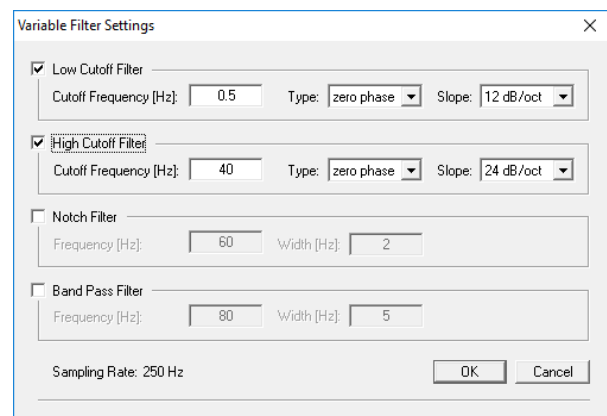 Variable Filter Settings
Low Cutoff Filter
Cutoff Frequency [Hz]: 0.5 Type: zero phase Slope: 12 dB/oct
High Cutoff Filter
Cutoff Frequency [Hz]: 40 Type: zero phase Slope: 24 dB/oct
Notch Filter
Frequency [Hz]: 60 Width [Hz]: 2
Band Pass Filter
Frequency [Hz]: 80 Width [Hz]: 5
Sampling Rate: 250 Hz OK Cancel